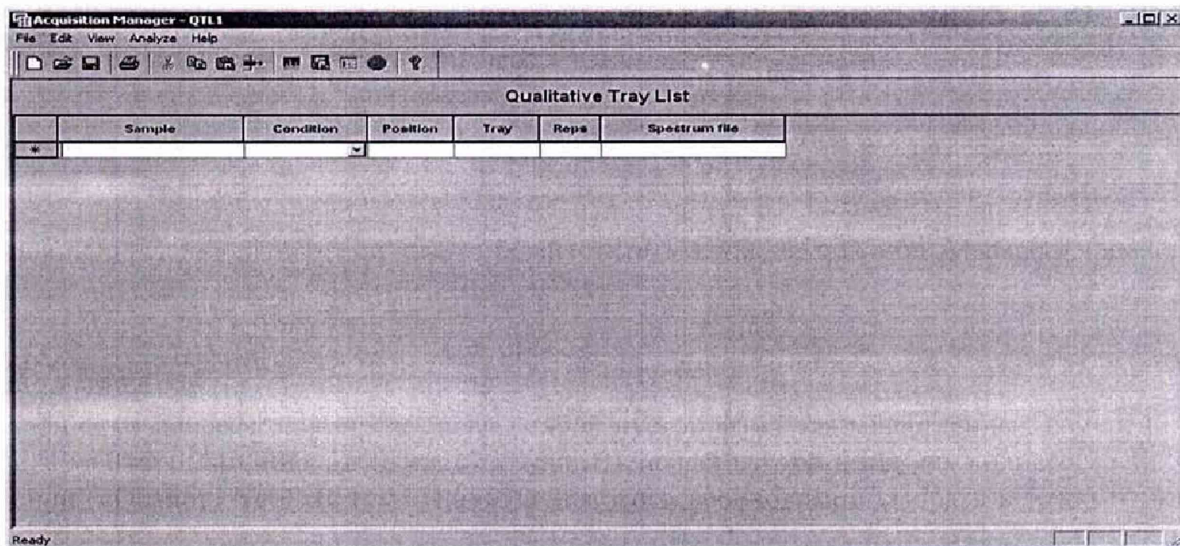 Acquisition Manager - QTL1
File Edit View Analyze Help
Qualitative Tray List
Sample Condition Position Tray Reps Spectrum file
*
Ready